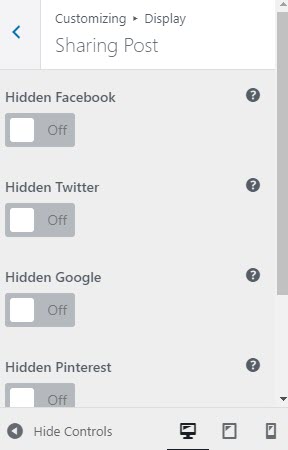 Customizing ▸ Display
Sharing Post
Hidden Facebook
Off
Hidden Twitter
Off
Hidden Google
Off
Hidden Pinterest
Off
Hide Controls